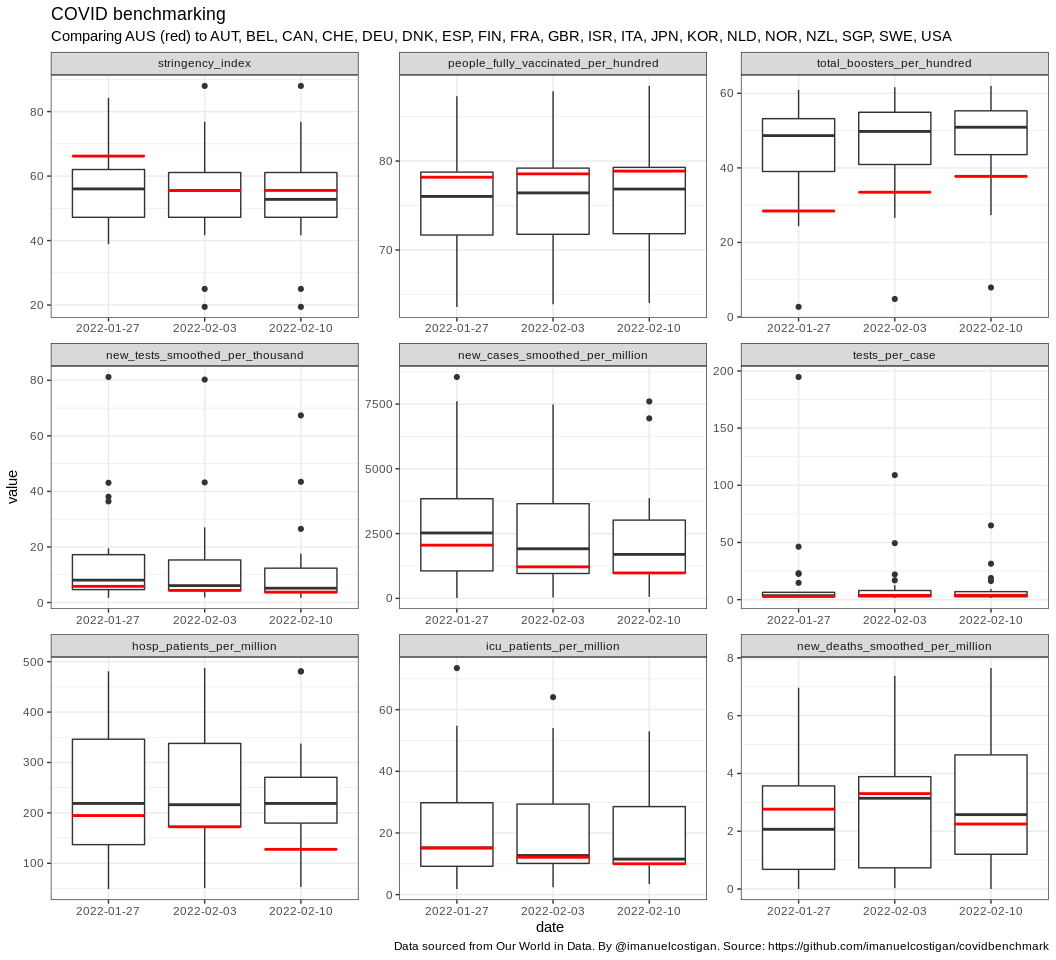 COVID benchmarking
Comparing AUS (red) to AUT, BEL, CAN, CHE, DEU, DNK, ESP, FIN, FRA, GBR, ISR, ITA, JPN, KOR, NLD, NOR, NZL, SGP, SWE, USA
stringency_index
80
60
40
20
2022-01-27 2022-02-03 2022-02-10
people_fully_vaccinated_per_hundred
80
70
2022-01-27 2022-02-03 2022-02-10
total_boosters_per_hundred
60
40
20
0
2022-01-27 2022-02-03 2022-02-10
value
new_tests_smoothed_per_thousand
80
60
40
20
0
2022-01-27 2022-02-03 2022-02-10
new_cases_smoothed_per_million
7500
5000
2500
0
2022-01-27 2022-02-03 2022-02-10
tests_per_case
200
150
100
50
0
2022-01-27 2022-02-03 2022-02-10
hosp_patients_per_million
500
400
300
200
100
2022-01-27 2022-02-03 2022-02-10
icu_patients_per_million
60
40
20
0
2022-01-27 2022-02-03 2022-02-10
new_deaths_smoothed_per_million
8
6
4
2
0
2022-01-27 2022-02-03 2022-02-10
date
Data sourced from Our World in Data. By @imanuelcostigan. Source: https://github.com/imanuelcostigan/covidbenchmark